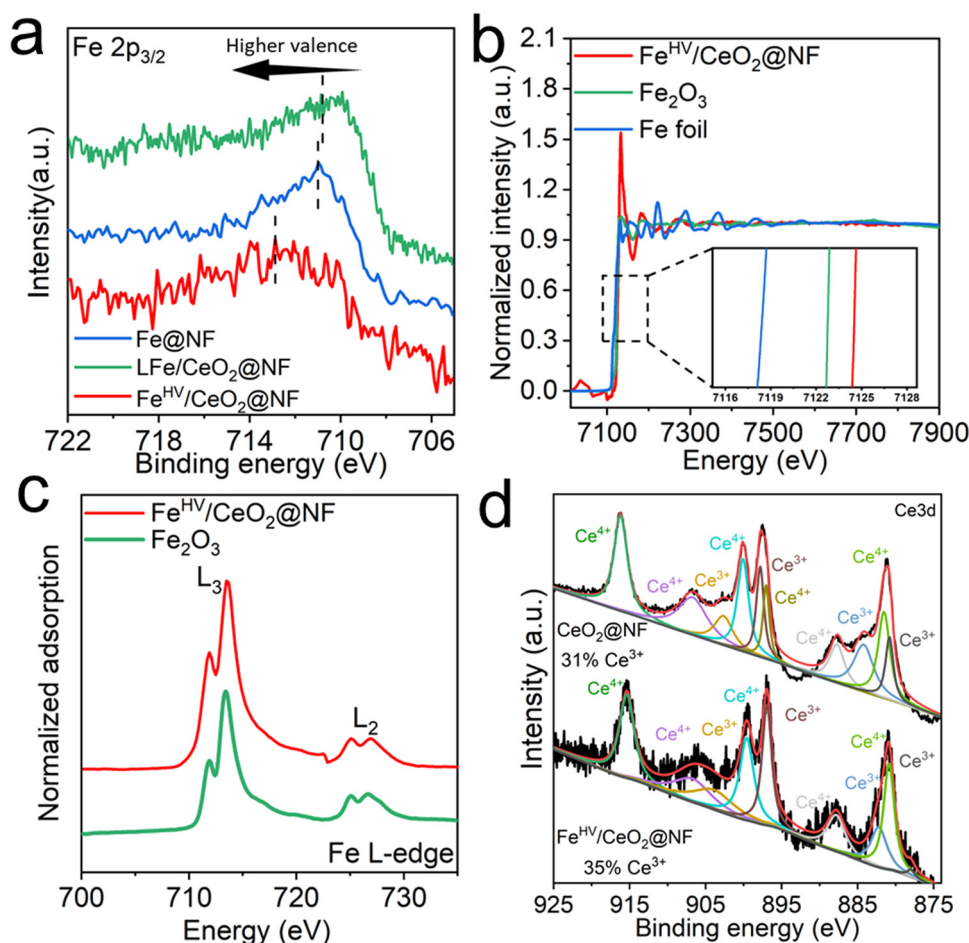 a
Fe 2p₃/₂
Higher valence
Fe@NF
LFe/CeO₂@NF
Feᴴⱽ/CeO₂@NF
Intensity(a.u.)
722 718 714 710 706
Binding energy (eV)
b
Feᴴⱽ/CeO₂@NF
Fe₂O₃
Fe foil
Normalized intensity (a.u.)
2.1
1.8
1.5
1.2
0.9
0.6
0.3
0.0
7116 7119 7122 7125 7128
7100 7300 7500 7700 7900
Energy (eV)
c
Feᴴⱽ/CeO₂@NF
Fe₂O₃
L₃
L₂
Normalized adsorption
Fe L-edge
700 710 720 730
Energy (eV)
d
Ce3d
Ce⁴⁺
Ce⁴⁺
Ce³⁺
Ce⁴⁺
Ce³⁺
Ce⁴⁺
Ce⁴⁺
Ce³⁺
Ce⁴⁺
Ce³⁺
CeO₂@NF
31% Ce³⁺
Ce⁴⁺
Ce⁴⁺
Ce³⁺
Ce⁴⁺
Ce³⁺
Ce⁴⁺
Ce³⁺
Ce⁴⁺
Ce³⁺
Feᴴⱽ/CeO₂@NF
35% Ce³⁺
Intensity (a.u.)
925 915 905 895 885 875
Binding energy (eV)